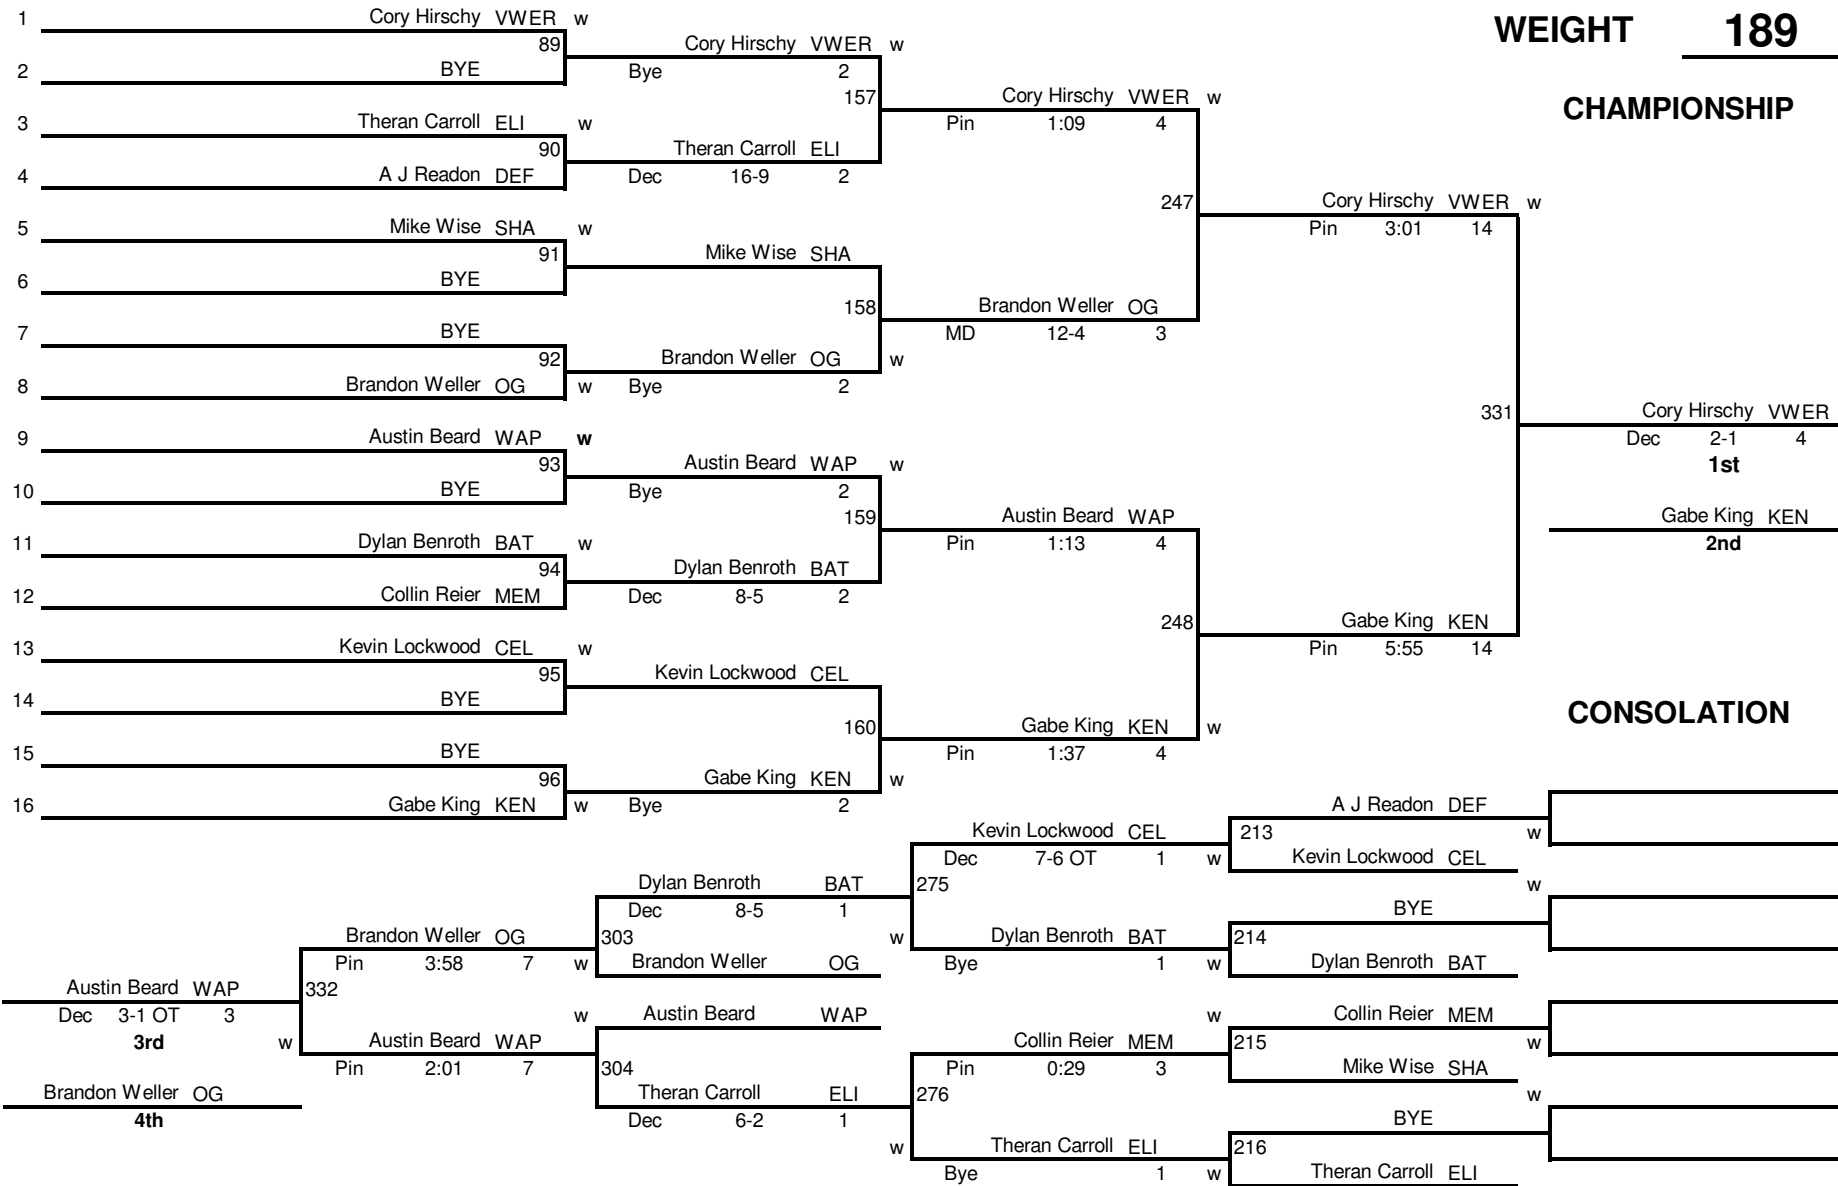 1 Cory Hirschy VWER w
WEIGHT 189
89 Cory Hirschy VWER w
2 BYE Bye 2
157 Cory Hirschy VWER w
CHAMPIONSHIP
3 Theran Carroll ELI w Pin 1:09 4
90 Theran Carroll ELI
4 A J Readon DEF Dec 16-9 2
247 Cory Hirschy VWER w
5 Mike Wise SHA w Pin 3:01 14
91 Mike Wise SHA
6 BYE
158 Brandon Weller OG
7 BYE MD 12-4 3
92 Brandon Weller OG w
8 Brandon Weller OG w Bye 2
331 Cory Hirschy VWER
9 Austin Beard WAP w Dec 2-1 4
93 Austin Beard WAP w 1st
10 BYE Bye 2
159 Austin Beard WAP Gabe King KEN
11 Dylan Benroth BAT w Pin 1:13 4 2nd
94 Dylan Benroth BAT
12 Collin Reier MEM Dec 8-5 2
248 Gabe King KEN
13 Kevin Lockwood CEL w Pin 5:55 14
95 Kevin Lockwood CEL
14 BYE
CONSOLATION
160 Gabe King KEN w
15 BYE Pin 1:37 4
96 Gabe King KEN w
16 Gabe King KEN w Bye 2 A J Readon DEF
Kevin Lockwood CEL 213 w
Dec 7-6 OT 1 w Kevin Lockwood CEL
Dylan Benroth BAT 275 w
Dec 8-5 1 BYE
Brandon Weller OG 303 w Dylan Benroth BAT 214
Pin 3:58 7 w Brandon Weller OG Bye 1 w Dylan Benroth BAT
Austin Beard WAP 332
Dec 3-1 OT 3 w Austin Beard WAP w Collin Reier MEM
3rd w Austin Beard WAP Collin Reier MEM 215 w
Pin 2:01 7 304 Pin 0:29 3 Mike Wise SHA
Brandon Weller OG Theran Carroll ELI 276 w
4th Dec 6-2 1 BYE
w Theran Carroll ELI 216
Bye 1 w Theran Carroll ELI